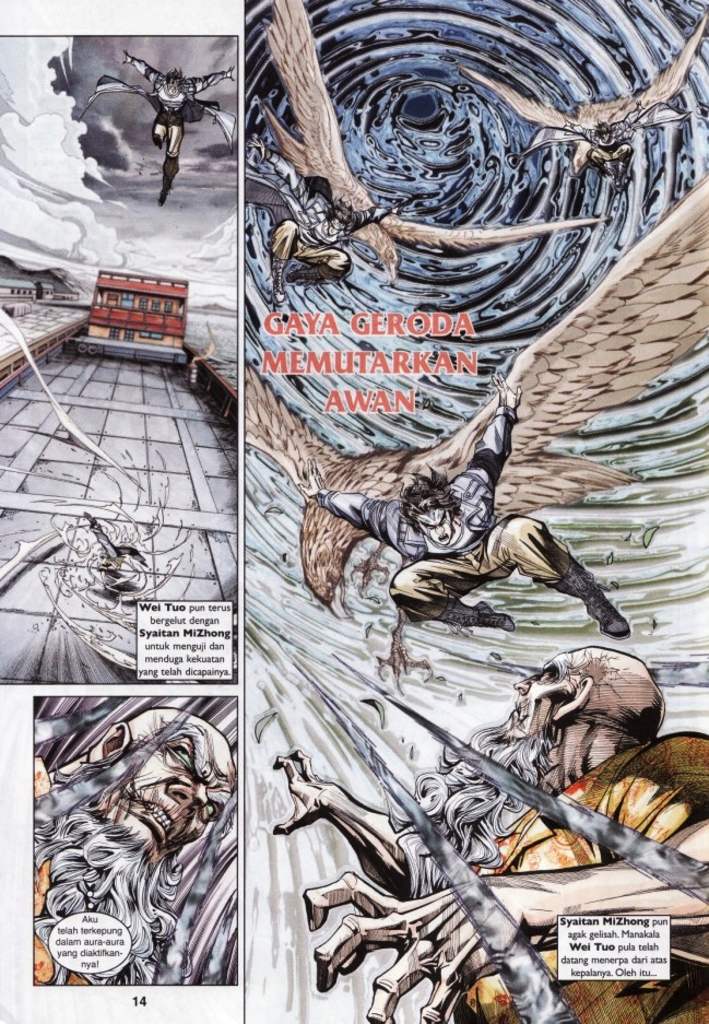 Wei Tuo pun terus
bergelut dengan
Syaitan MiZhong
untuk menguji dan
menduga kekuatan
yang telah dicapainya.
GAYA GERODA
MEMUTARKAN
AWAN
Aku
telah terkepung
dalam aura-aura
yang diaktifkan-
nya!
Syaitan MiZhong pun
agak gelisah. Manakala
Wei Tuo pula telah
datang menerpa dari atas
kepalanya. Oleh itu...
14